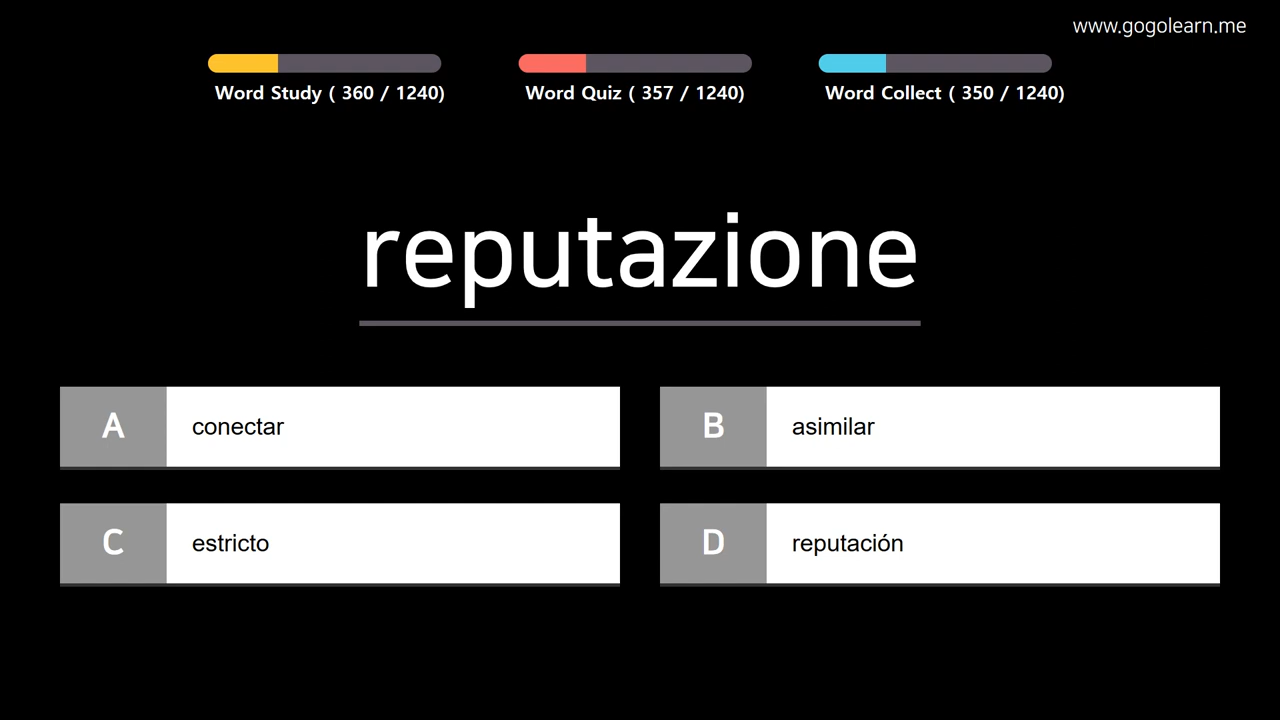 www.gogolearn.me
Word Study ( 360 / 1240)
Word Quiz ( 357 / 1240)
Word Collect ( 350 / 1240)
reputazione
A conectar
B asimilar
C estricto
D reputación